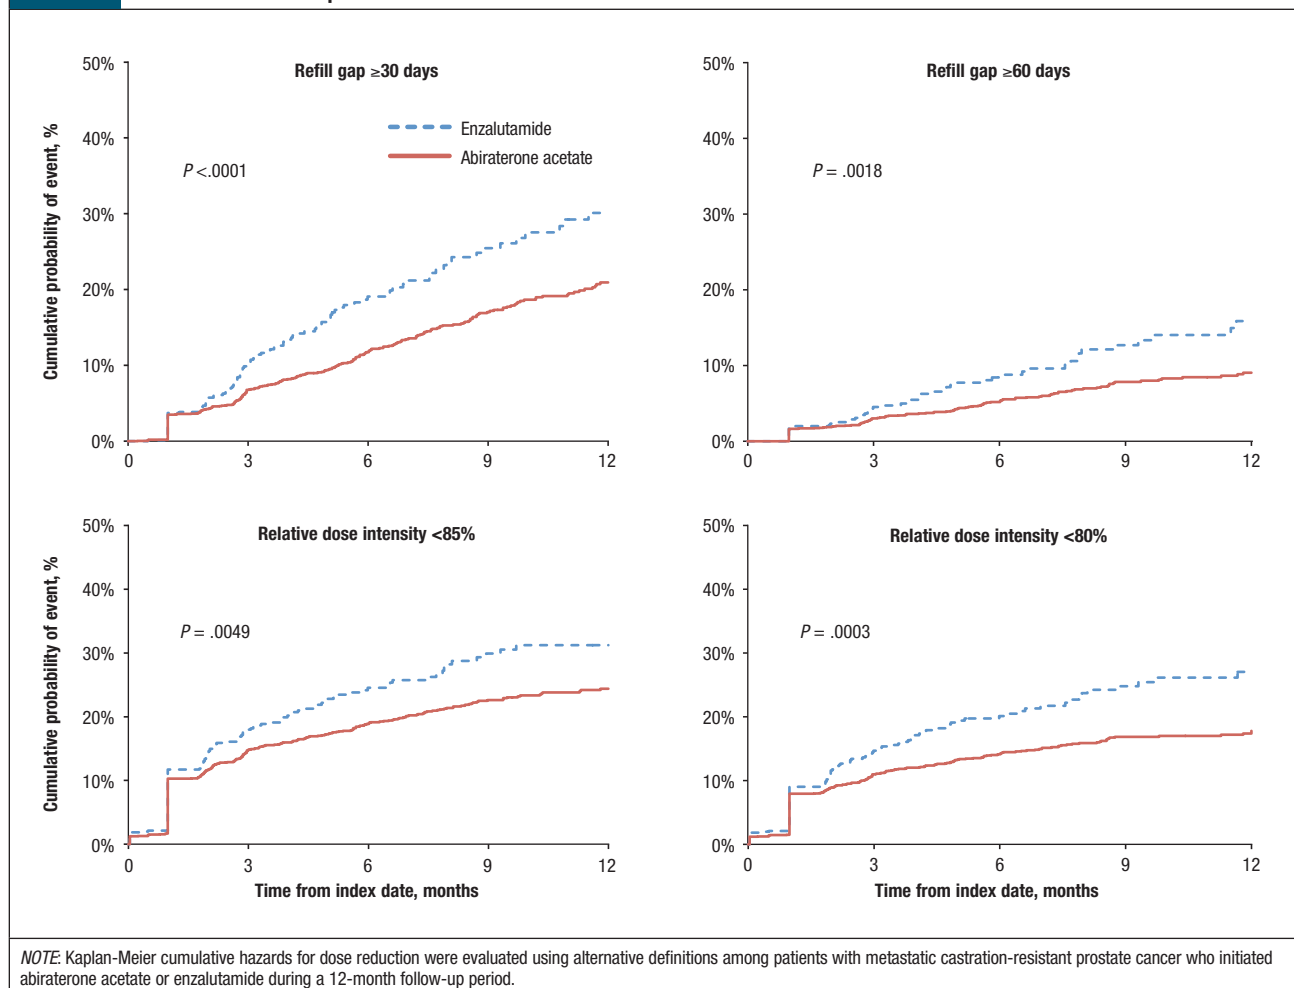 Refill gap ≥30 days
Cumulative probability of event, %
50%
40%
30%
20%
10%
0%
Enzalutamide
Abiraterone acetate
P <.0001
0 3 6 9 12
Refill gap ≥60 days
50%
40%
30%
20%
10%
0%
P = .0018
0 3 6 9 12
Relative dose intensity <85%
Cumulative probability of event, %
50%
40%
30%
20%
10%
0%
P = .0049
0 3 6 9 12
Time from index date, months
Relative dose intensity <80%
50%
40%
30%
20%
10%
0%
P = .0003
0 3 6 9 12
Time from index date, months
NOTE: Kaplan-Meier cumulative hazards for dose reduction were evaluated using alternative definitions among patients with metastatic castration-resistant prostate cancer who initiated
abiraterone acetate or enzalutamide during a 12-month follow-up period.